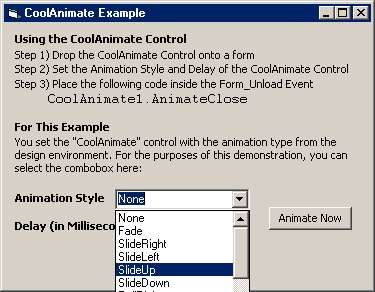 CoolAnimate Example
Using the CoolAnimate Control
Step 1) Drop the CoolAnimate Control onto a form
Step 2) Set the Animation Style and Delay of the CoolAnimate Control
Step 3) Place the following code inside the Form_Unload Event
CoolAnimate1.AnimateClose
For This Example
You set the "CoolAnimate" control with the animation type from the
design environment. For the purposes of this demonstration, you can
select the combobox here:
Animation Style None
None
Fade
Animate Now
Delay (in Milliseco
SlideRight
SlideLeft
SlideUp
SlideDown